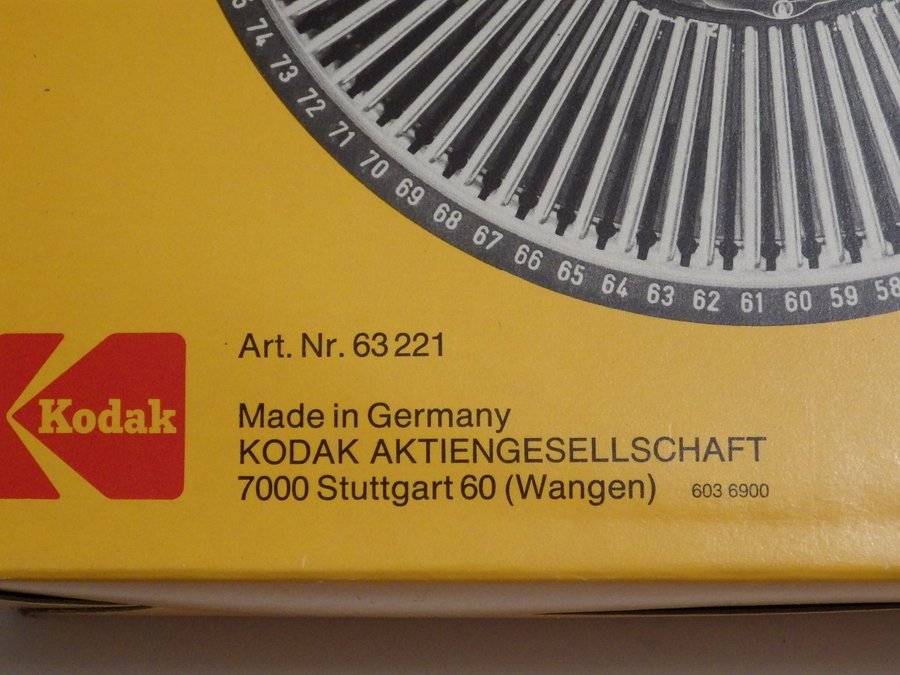 74 73 72 71 70 69 68 67 66 65 64 63 62 61 60 59 58
Kodak
Art. Nr. 63 221
Made in Germany
KODAK AKTIENGESELLSCHAFT
7000 Stuttgart 60 (Wangen) 603 6900